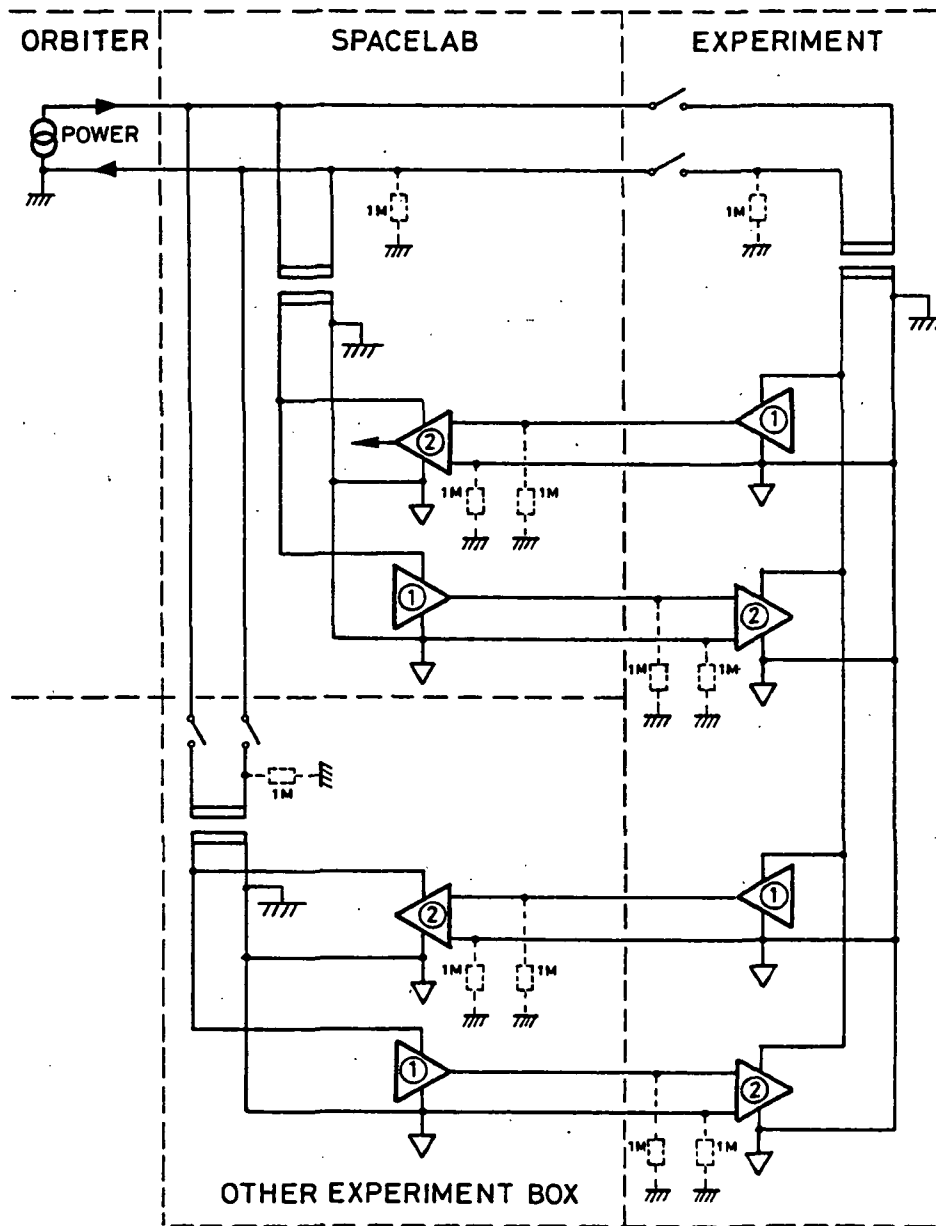 ORBITER SPACELAB EXPERIMENT
POWER
1M 1M
1
2
1M 1M
1
2
1M 1M
1M
1
2
1M 1M
1
2
1M 1M
OTHER EXPERIMENT BOX